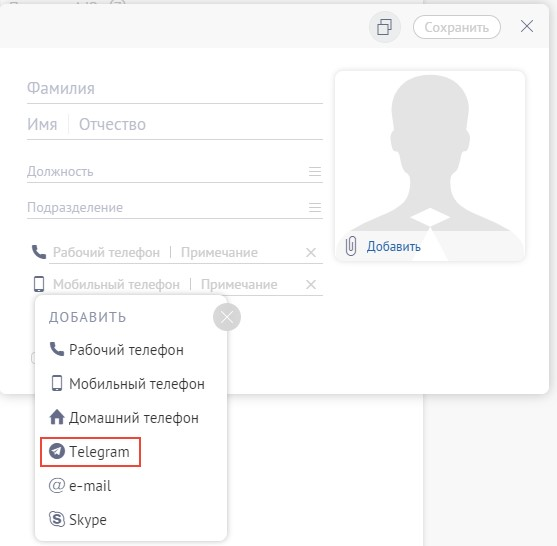 Сохранить
Фамилия
Имя Отчество
Должность
Подразделение
Добавить
Рабочий телефон Примечание
Мобильный телефон Примечание
ДОБАВИТЬ
Рабочий телефон
Мобильный телефон
Домашний телефон
Telegram
e-mail
Skype